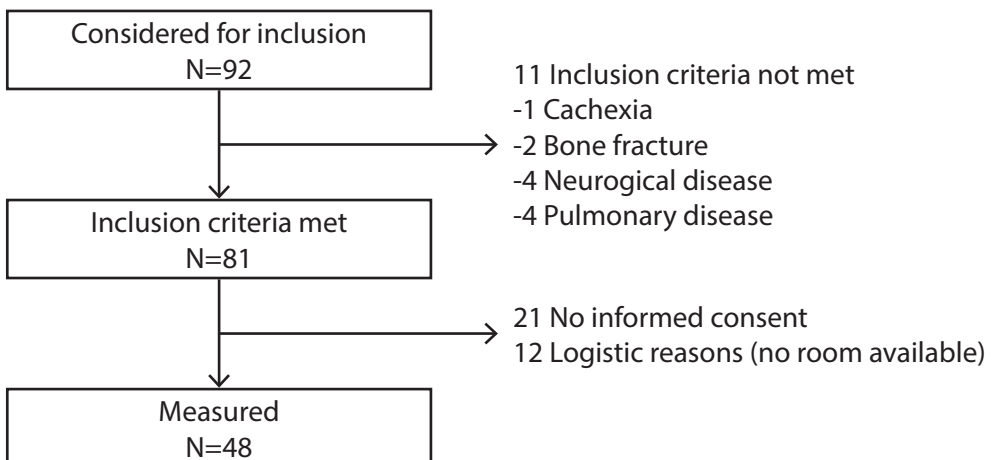 Considered for inclusion
N=92
11 Inclusion criteria not met
-1 Cachexia
-2 Bone fracture
-4 Neurogical disease
-4 Pulmonary disease
Inclusion criteria met
N=81
21 No informed consent
12 Logistic reasons (no room available)
Measured
N=48